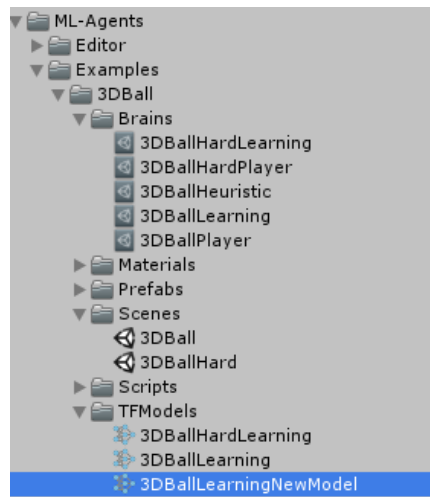 ML-Agents
Editor
Examples
3DBall
Brains
3DBallHardLearning
3DBallHardPlayer
3DBallHeuristic
3DBallLearning
3DBallPlayer
Materials
Prefabs
Scenes
3DBall
3DBallHard
Scripts
TFModels
3DBallHardLearning
3DBallLearning
3DBallLearningNewModel